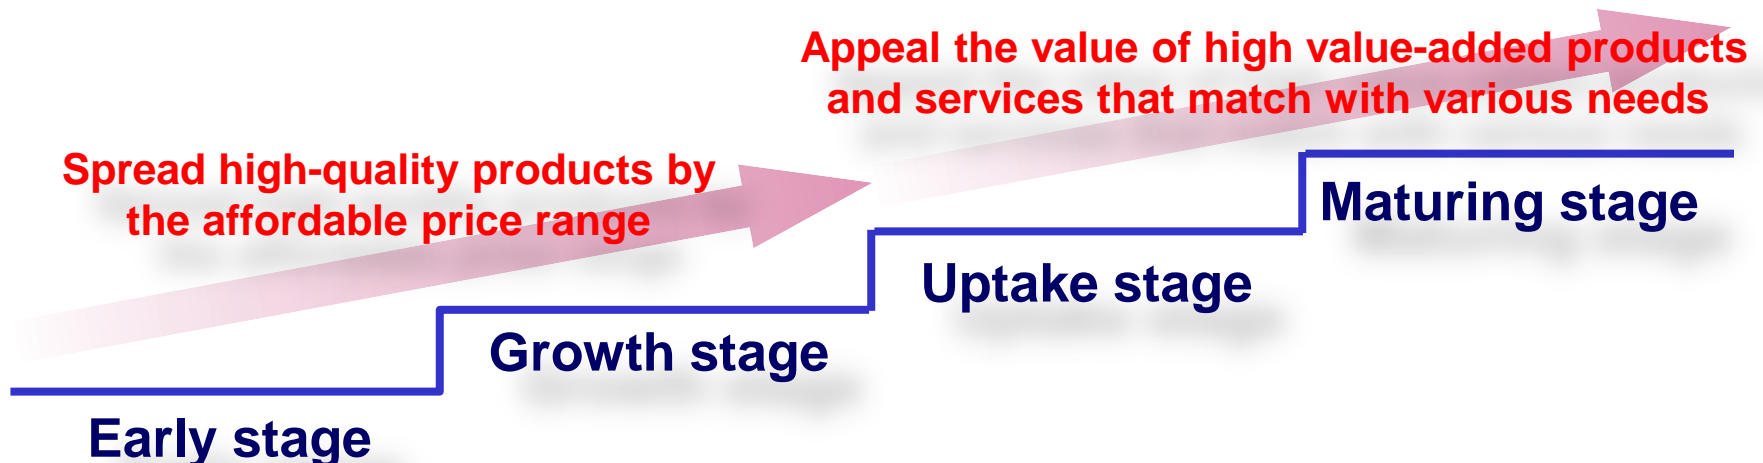 Appeal the value of high value-added products
and services that match with various needs
Spread high-quality products by
the affordable price range
Maturing stage
Uptake stage
Growth stage
Early stage